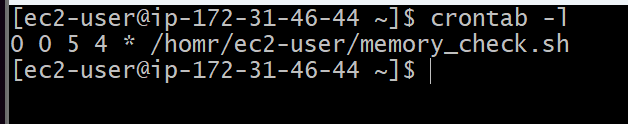 [ec2-user@ip-172-31-46-44 ~]$ crontab -l
0 0 5 4 * /homr/ec2-user/memory_check.sh
[ec2-user@ip-172-31-46-44 ~]$